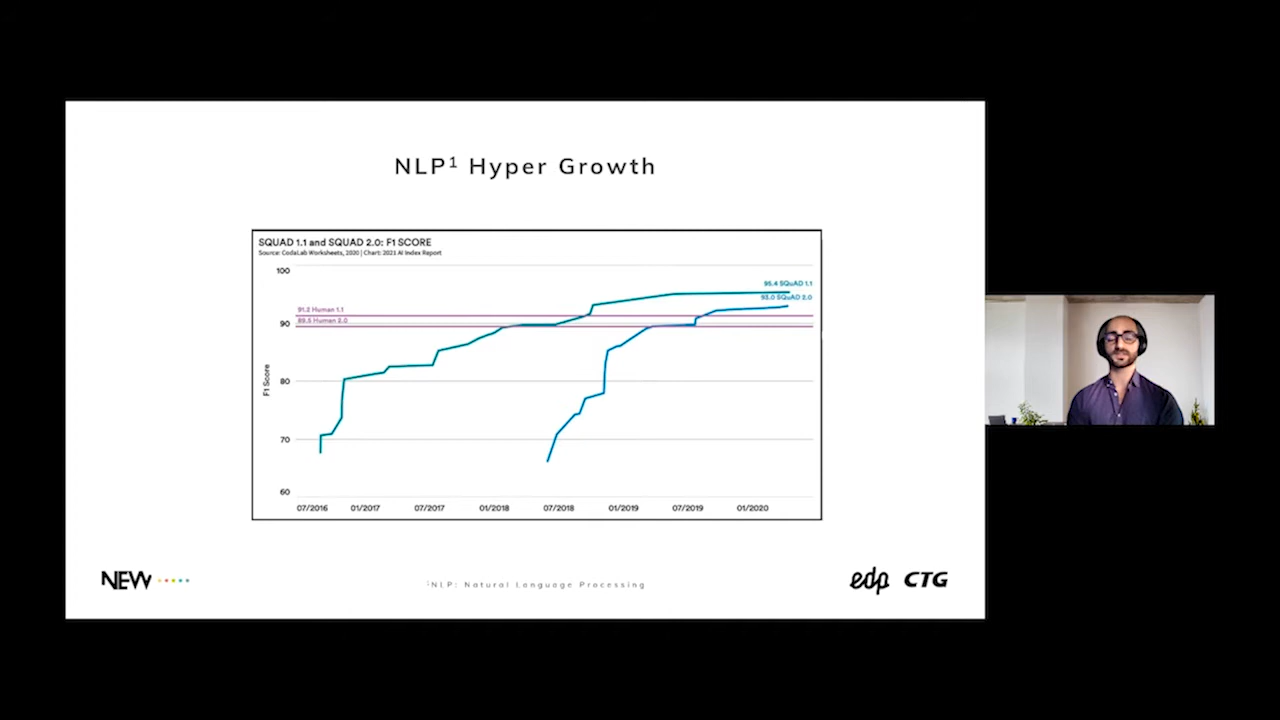 NLP¹ Hyper Growth
SQUAD 1.1 and SQUAD 2.0: F1 SCORE
Source: CodaLab Worksheets, 2020 | Chart: 2021 AI Index Report
100
95.4 SQuAD 1.1
93.0 SQuAD 2.0
91.2 Human 1.1
89.5 Human 2.0
90
F1 Score
80
70
60
07/2016 01/2017 07/2017 01/2018 07/2018 01/2019 07/2019 01/2020
NEW
¹NLP: Natural Language Processing
edp CTG